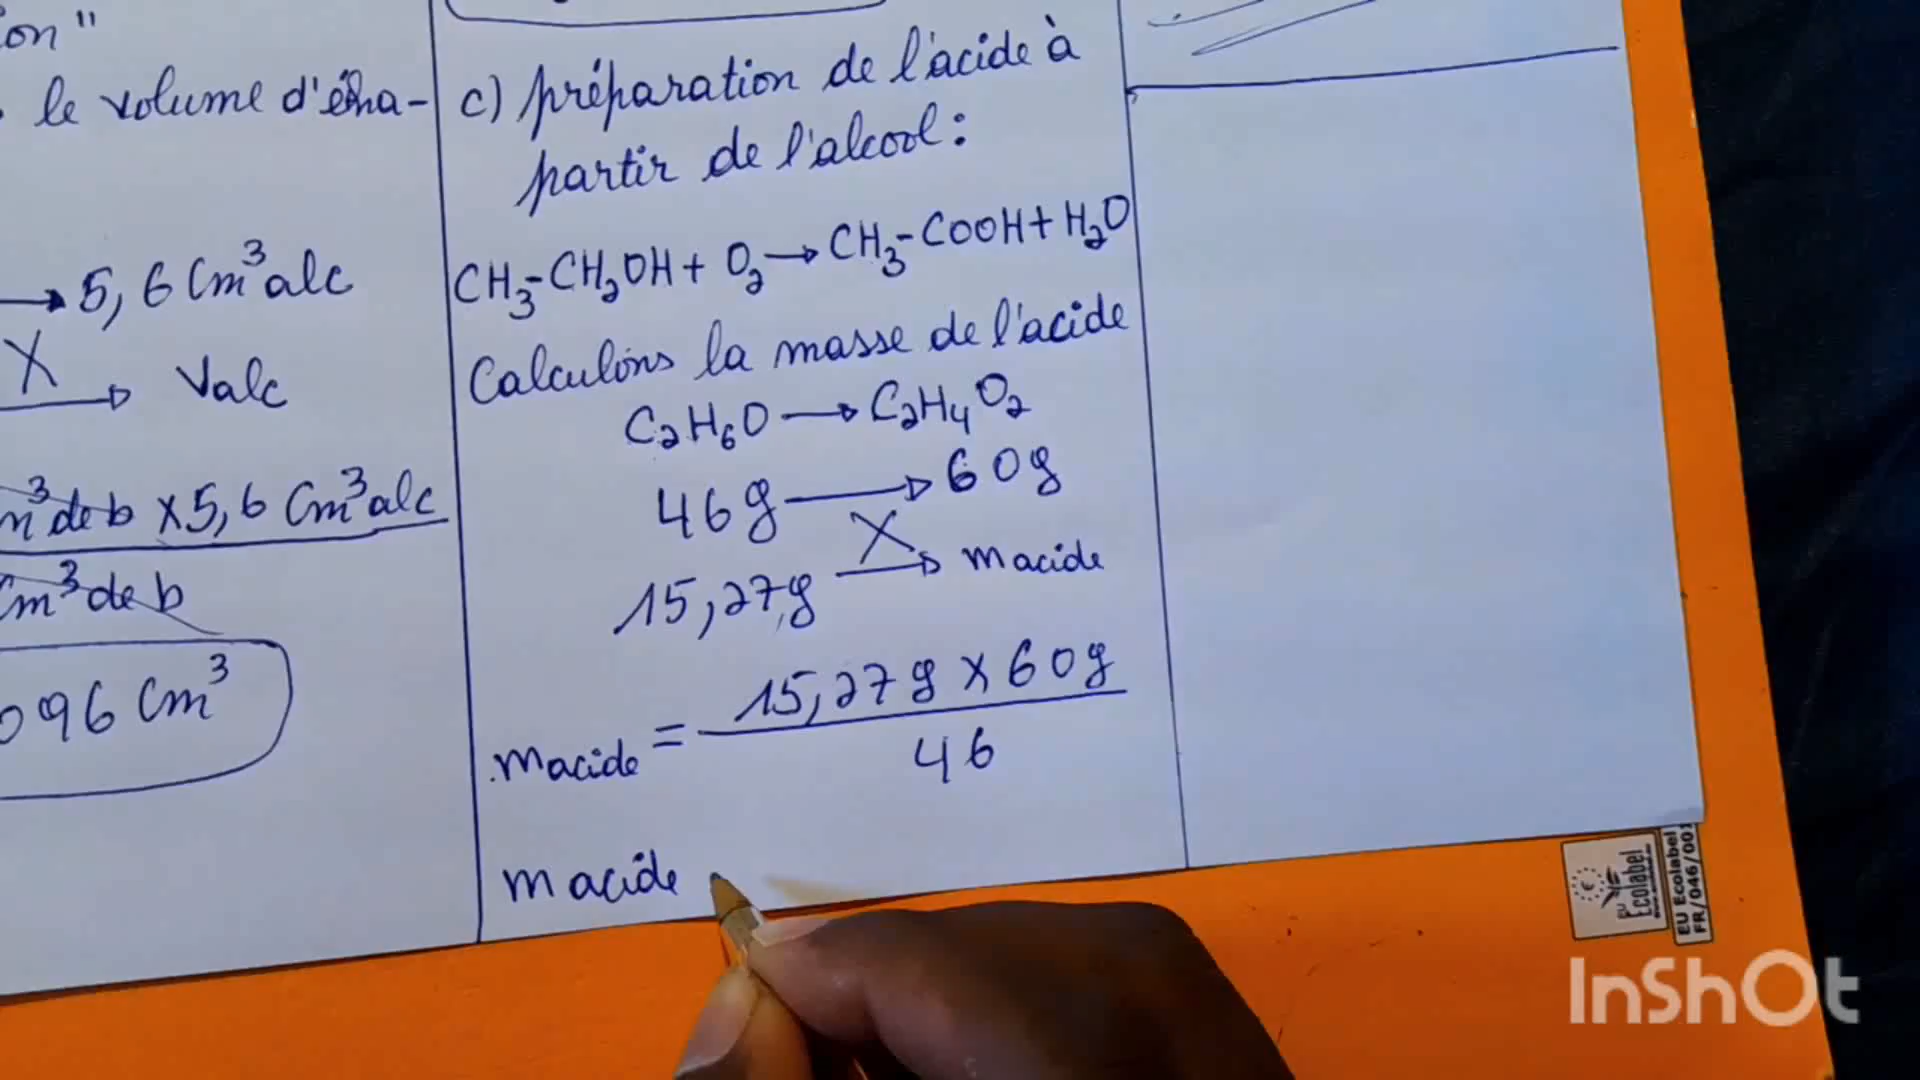 on"
le volume d'étha-
→ 5,6 Cm³ alc
X
→ Valc
m³ de b x 5,6 Cm³ alc
Cm³ de b
096 Cm³
c) préparation de l'acide à
partir de l'alcool :
CH₃-CH₂OH + O₂ → CH₃-COOH + H₂O
Calculons la masse de l'acide
C₂H₆O → C₂H₄O₂
46g → 60g
X
15,27g → macide
macide = 15,27g x 60g
46
macide
EU Ecolabel
EU Ecolabel
FR/046/001
InShOt